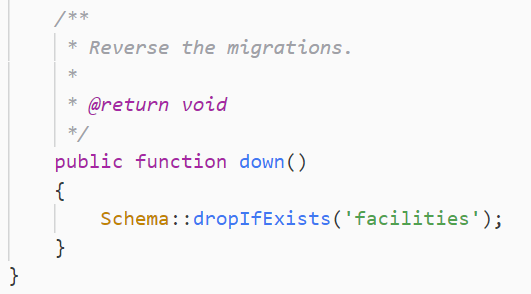 /**
 * Reverse the migrations.
 *
 * @return void
 */
public function down()
{
    Schema::dropIfExists('facilities');
}
}